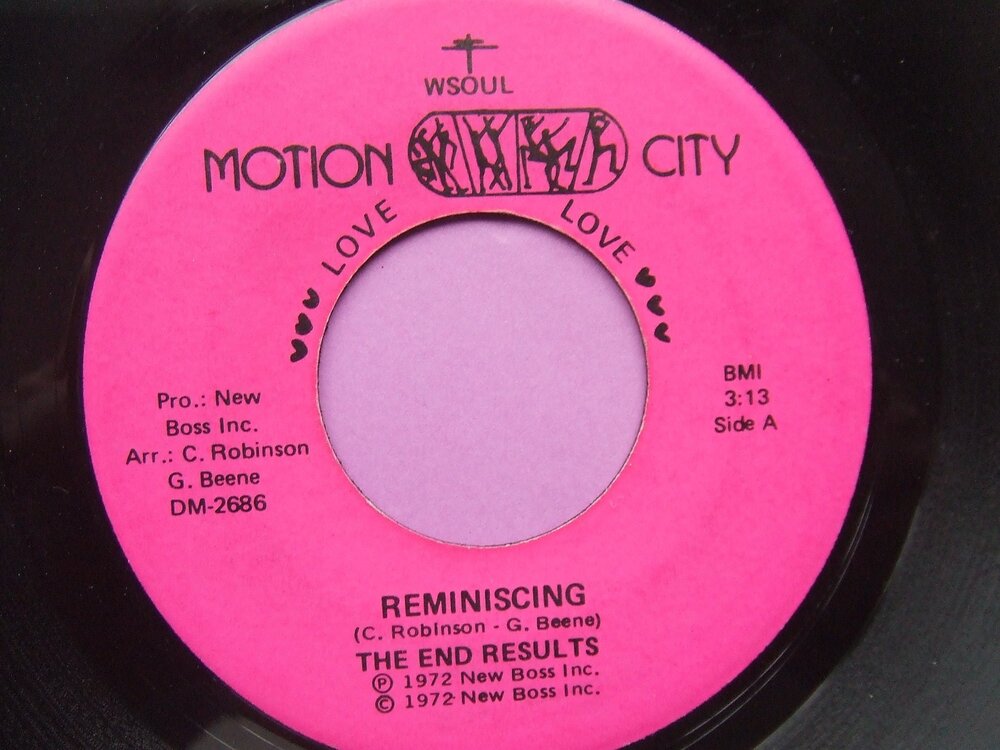 WSOUL
MOTION CITY
LOVE LOVE
Pro.: New
Boss Inc.
Arr.: C. Robinson
G. Beene
DM-2686
BMI
3:13
Side A
REMINISCING
(C. Robinson - G. Beene)
THE END RESULTS
Ⓟ 1972 New Boss Inc.
© 1972 New Boss Inc.